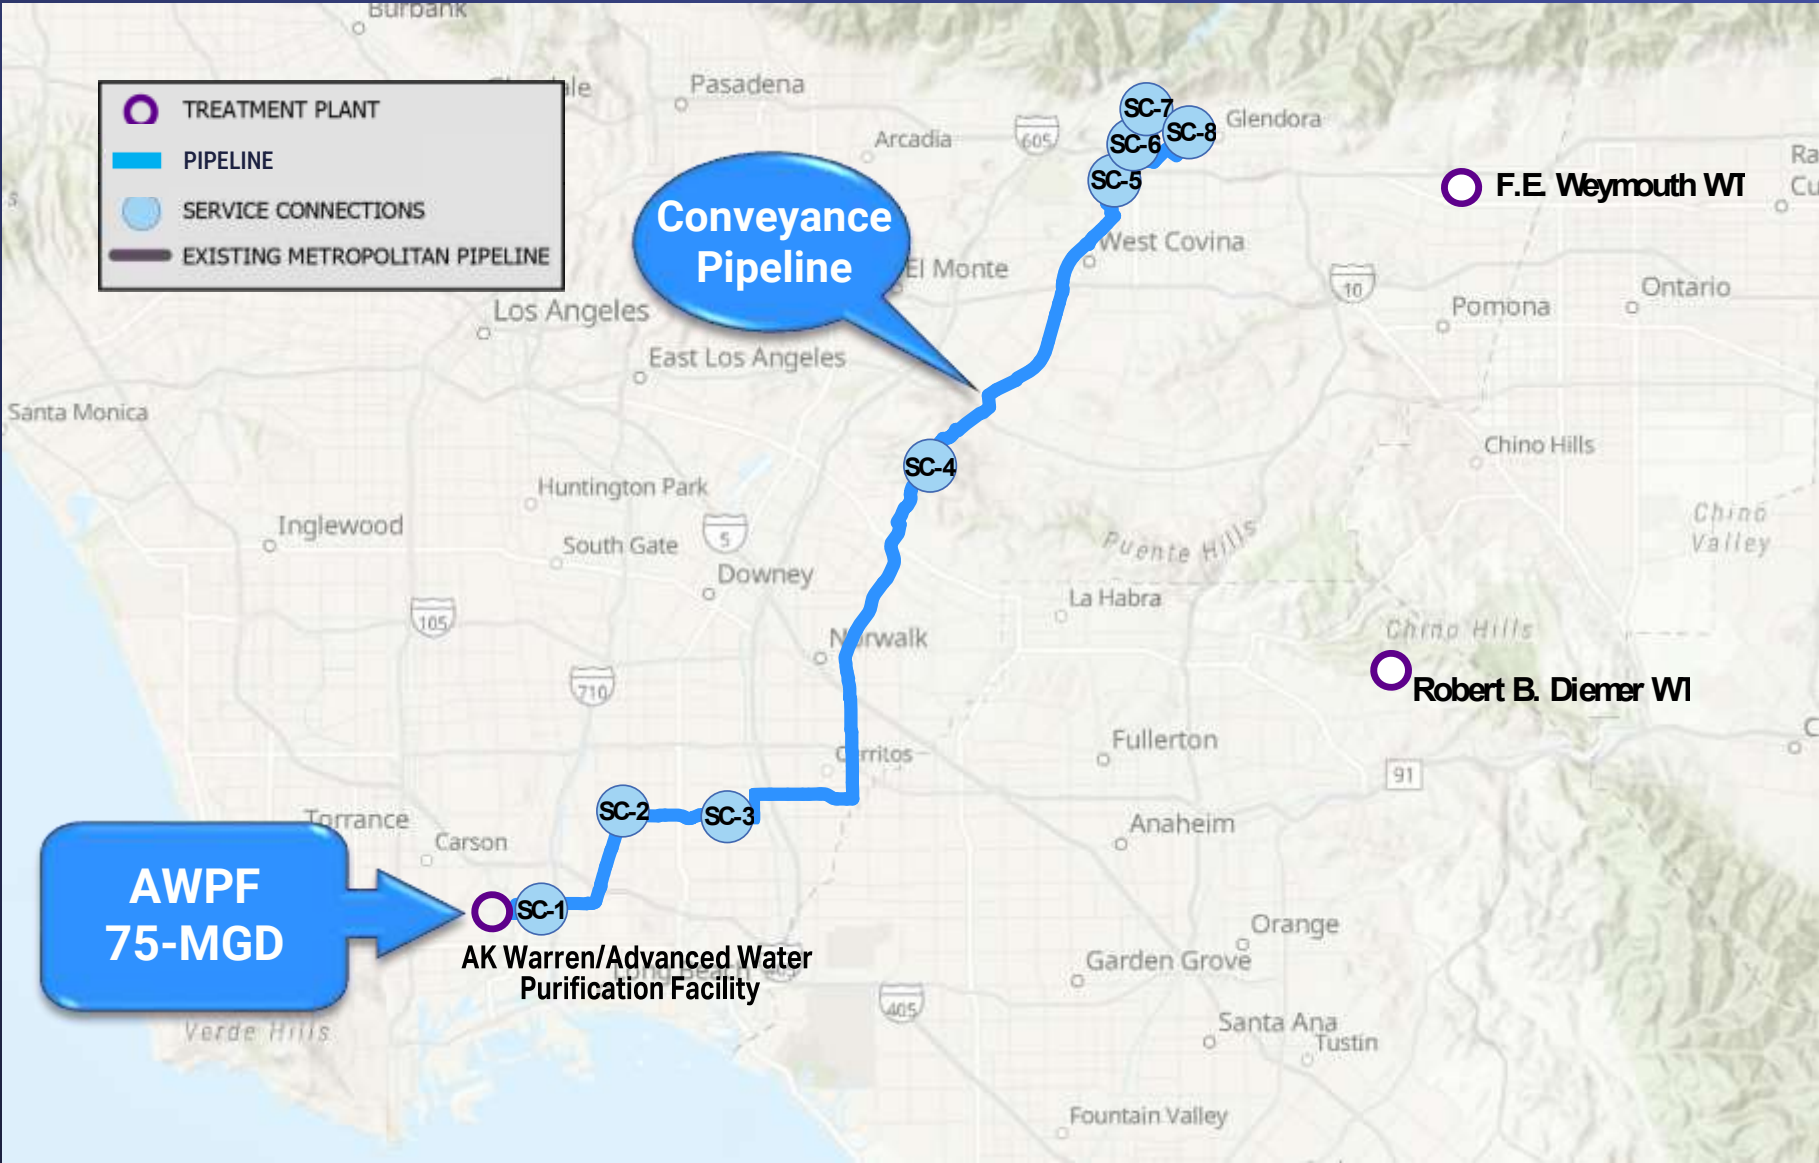 Burbank
TREATMENT PLANT
PIPELINE
SERVICE CONNECTIONS
EXISTING METROPOLITAN PIPELINE
Pasadena
Arcadia
605
SC-7
SC-8
SC-6
SC-5
Glendora
F.E. Weymouth WT
Conveyance
Pipeline
El Monte
West Covina
10
Pomona
Ontario
Los Angeles
East Los Angeles
Santa Monica
SC-4
Chino Hills
Huntington Park
Inglewood
South Gate
5
Downey
Puente Hills
Chino
Valley
105
La Habra
Chino Hills
Norwalk
710
Robert B. Diemer WT
Cerritos
Fullerton
91
SC-2
SC-3
Torrance
Carson
Anaheim
AWPF
75-MGD
SC-1
AK Warren/Advanced Water
Purification Facility
Long Beach
405
Orange
Garden Grove
405
Verde Hills
Santa Ana
Tustin
Fountain Valley